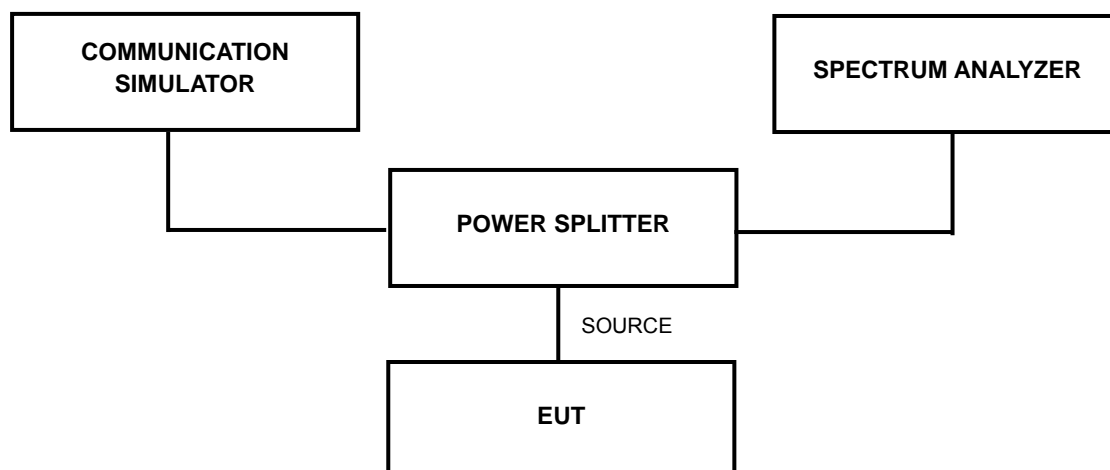 COMMUNICATION
SIMULATOR
SPECTRUM ANALYZER
POWER SPLITTER
SOURCE
EUT